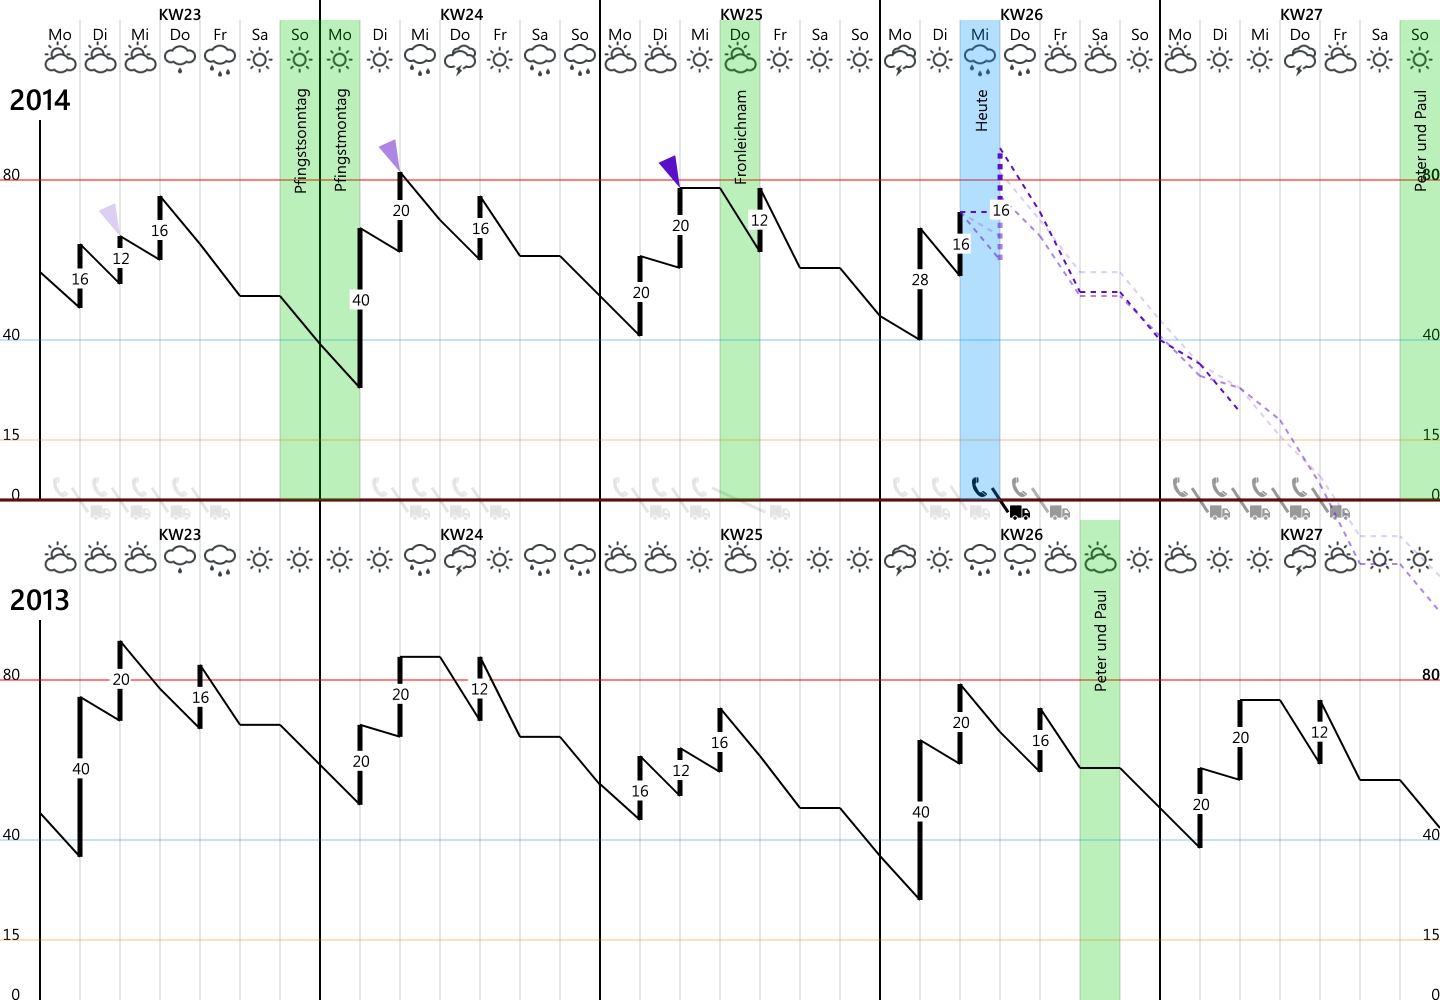 KW23 KW24 KW25 KW26 KW27
Mo Di Mi Do Fr Sa So Mo Di Mi Do Fr Sa So Mo Di Mi Do Fr Sa So Mo Di Mi Do Fr Sa So Mo Di Mi Do Fr Sa So
2014
Pfingstsonntag
Pfingstmontag
Fronleichnam
Heute
Peter und Paul
80 80
16 12 16 40 20 16 20 20 12 28 16 16
40 40
15 15
0 0
KW23 KW24 KW25 KW26 KW27
2013
Peter und Paul
80 80
40 20 16 20 20 12 16 12 16 40 20 16 20 20 12
40 40
15 15
0 0